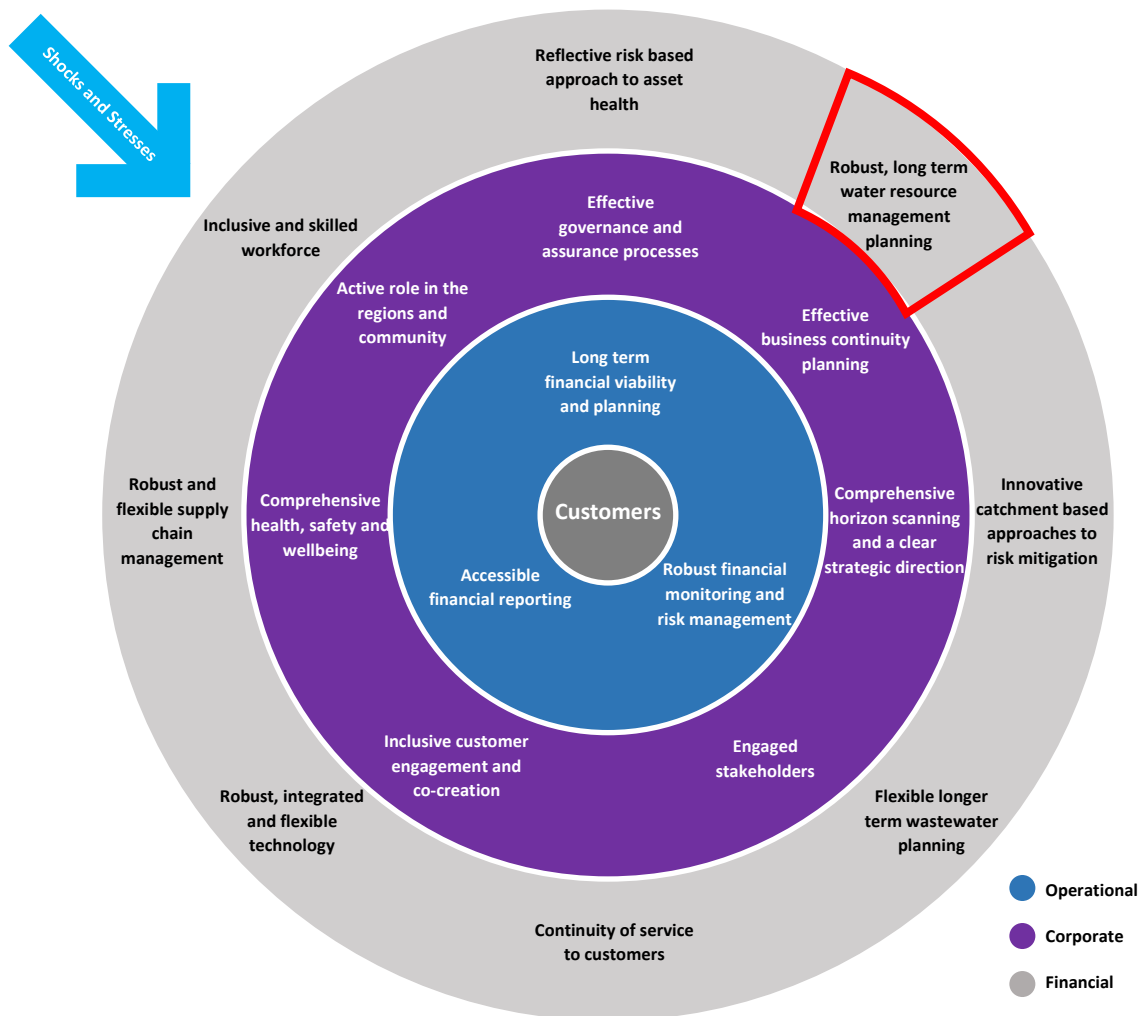 Shocks and Stresses
Reflective risk based
approach to asset
health
Robust, long term
water resource
management
planning
Inclusive and skilled
workforce
Effective
governance and
assurance processes
Active role in the
regions and
community
Effective
business continuity
planning
Long term
financial viability
and planning
Robust and
flexible supply
chain
management
Comprehensive
health, safety and
wellbeing
Customers
Comprehensive
horizon scanning
and a clear
strategic direction
Innovative
catchment based
approaches to
risk mitigation
Accessible
financial reporting
Robust financial
monitoring and
risk management
Inclusive customer
engagement and
co-creation
Engaged
stakeholders
Robust, integrated
and flexible
technology
Flexible longer
term wastewater
planning
Continuity of service
to customers
Operational
Corporate
Financial